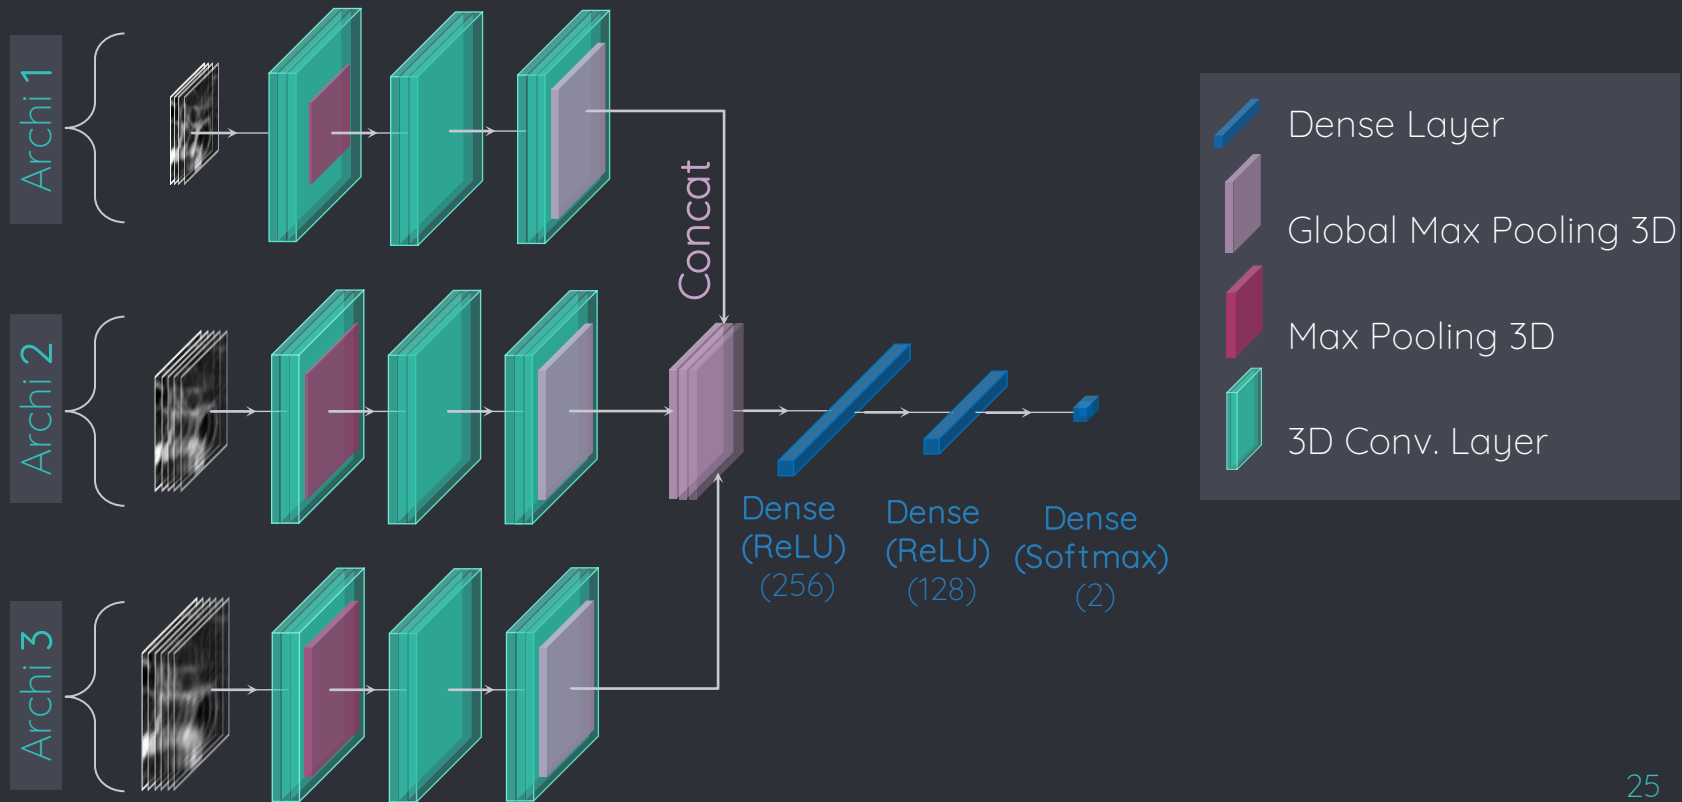 Archi 1
Archi 2
Archi 3
Concat
Dense
(ReLU)
(256)
Dense
(ReLU)
(128)
Dense
(Softmax)
(2)
Dense Layer
Global Max Pooling 3D
Max Pooling 3D
3D Conv. Layer
25